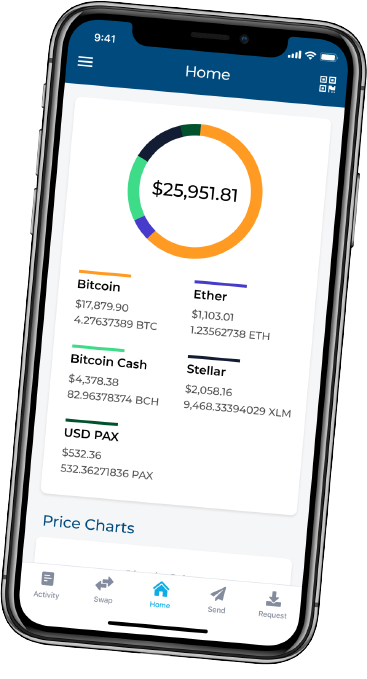 9:41
Home
$25,951.81
Bitcoin
$17,879.90
4.27637389 BTC
Ether
$1,103.01
1.23562738 ETH
Bitcoin Cash
$4,378.38
82.96378374 BCH
Stellar
$2,058.16
9,468.33394029 XLM
USD PAX
$532.36
532.36271836 PAX
Price Charts
Activity
Swap
Home
Send
Request